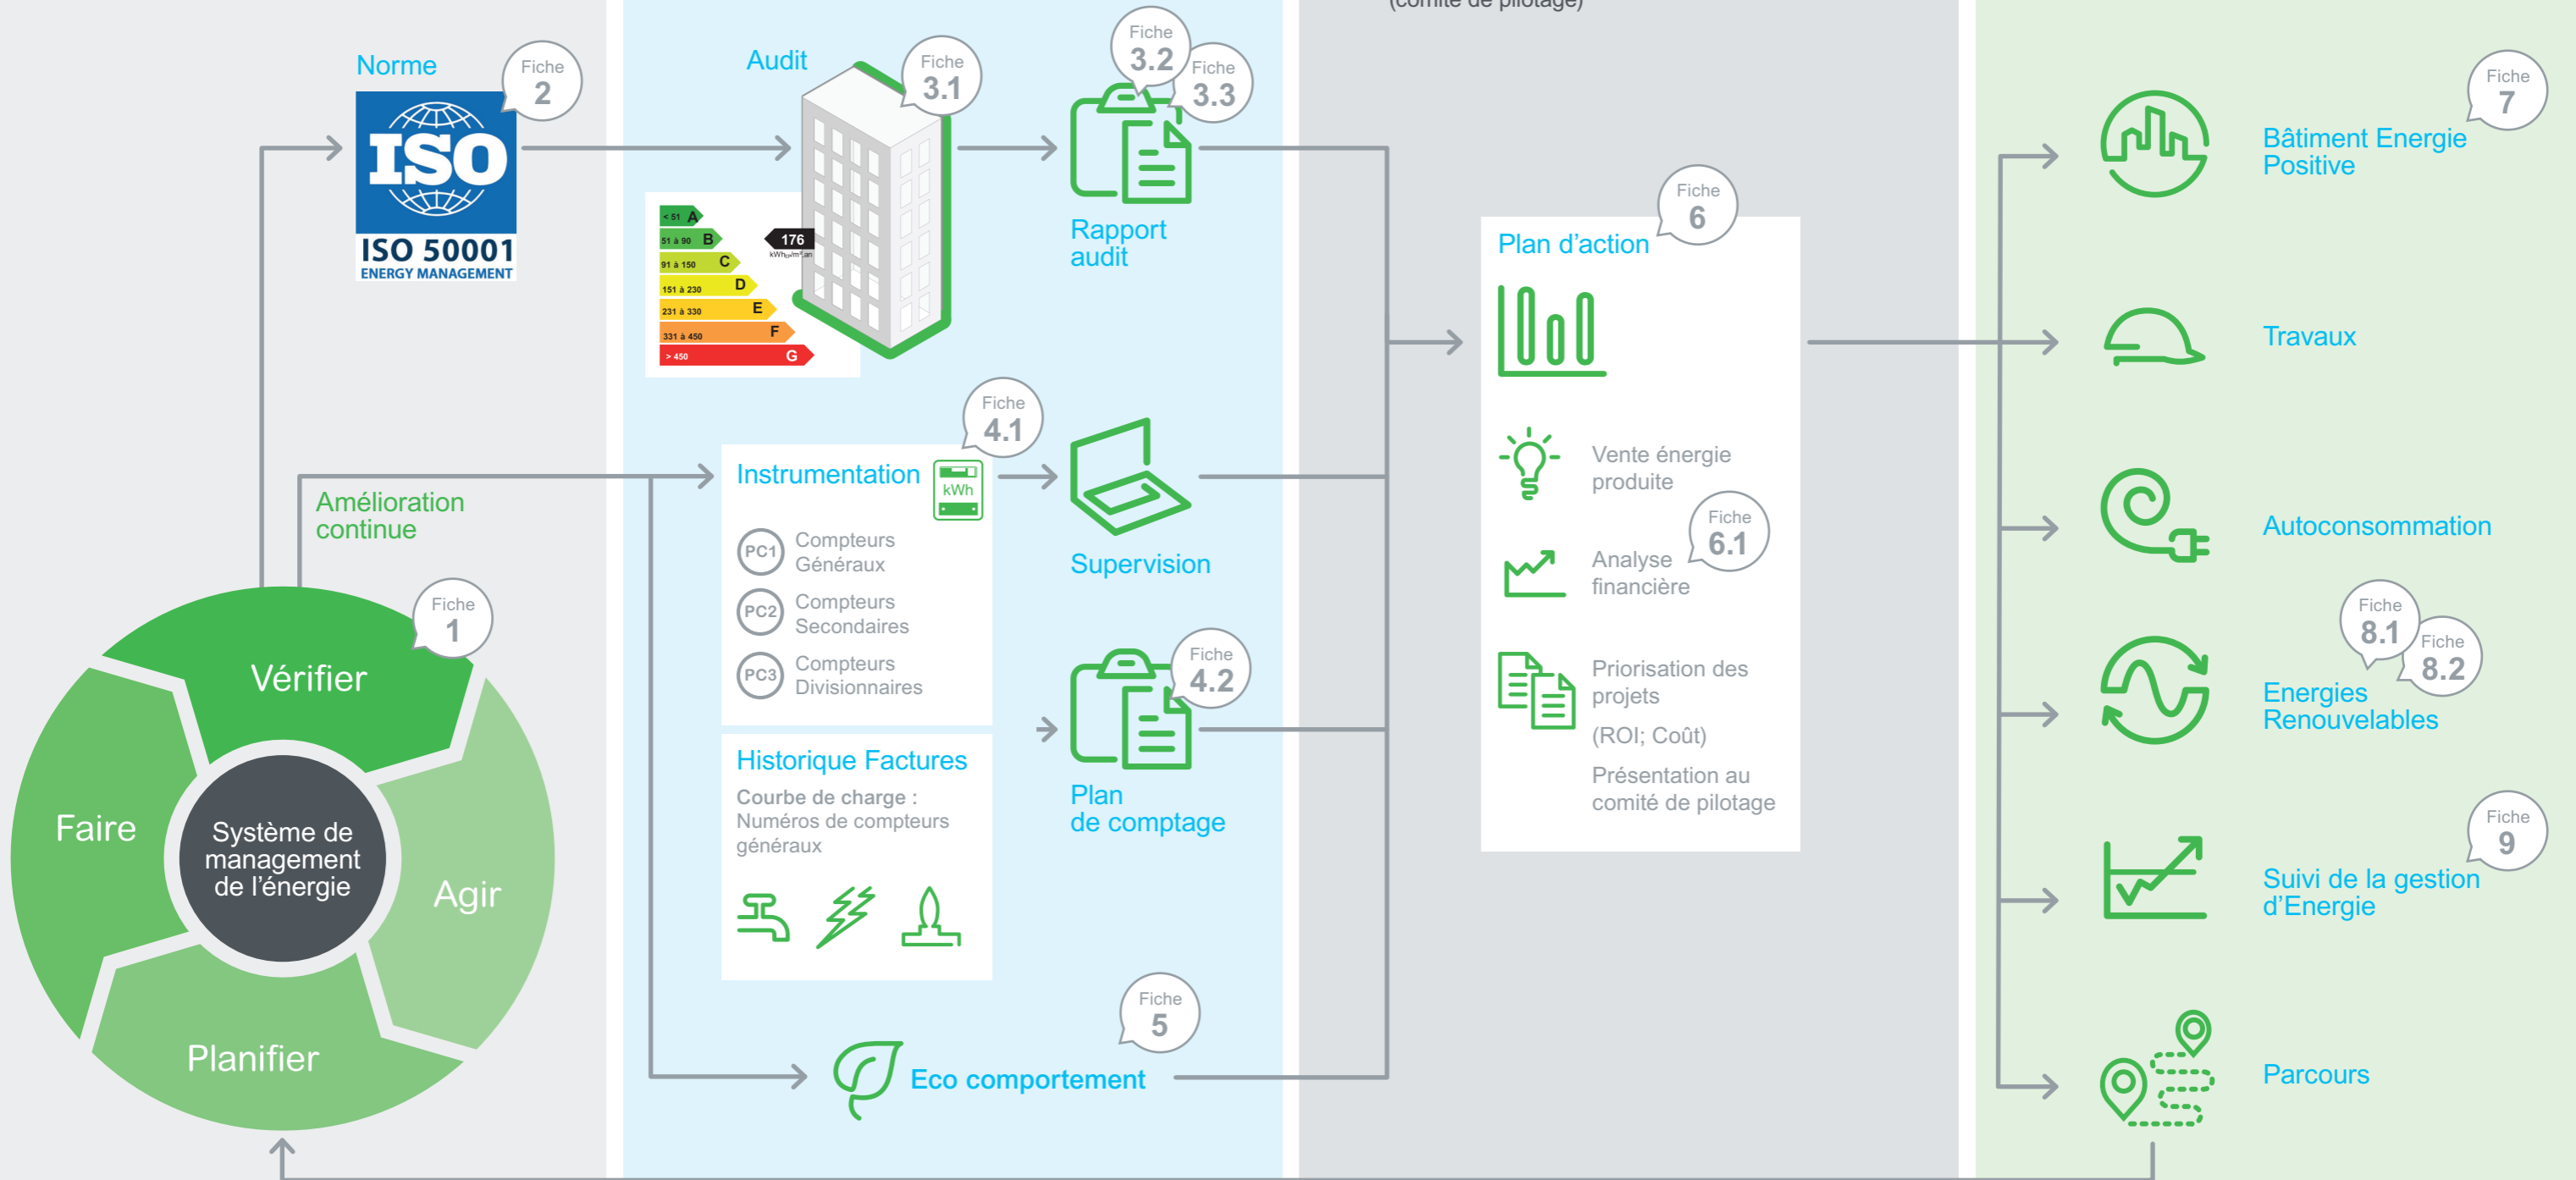 (comité de pilotage)
Norme
Fiche
2
ISO
ISO 50001
ENERGY MANAGEMENT
Amélioration
continue
Fiche
1
Vérifier
Faire
Système de
management
de l'énergie
Agir
Planifier
Audit
Fiche
3.1
< 51 A
51 à 90 B
91 à 150 C
151 à 230 D
231 à 330 E
331 à 450 F
> 450 G
176
Fiche
3.2
Fiche
3.3
Rapport
audit
Fiche
4.1
Instrumentation
kWh
PC1 Compteurs
Généraux
PC2 Compteurs
Secondaires
PC3 Compteurs
Divisionnaires
Supervision
Historique Factures
Courbe de charge :
Numéros de compteurs
généraux
Fiche
4.2
Plan
de comptage
Fiche
5
Eco comportement
Fiche
6
Plan d'action
Vente énergie
produite
Fiche
6.1
Analyse
financière
Priorisation des
projets
(ROI; Coût)
Présentation au
comité de pilotage
Fiche
7
Bâtiment Energie
Positive
Travaux
Autoconsommation
Fiche
8.1
Fiche
8.2
Energies
Renouvelables
Fiche
9
Suivi de la gestion
d'Energie
Parcours